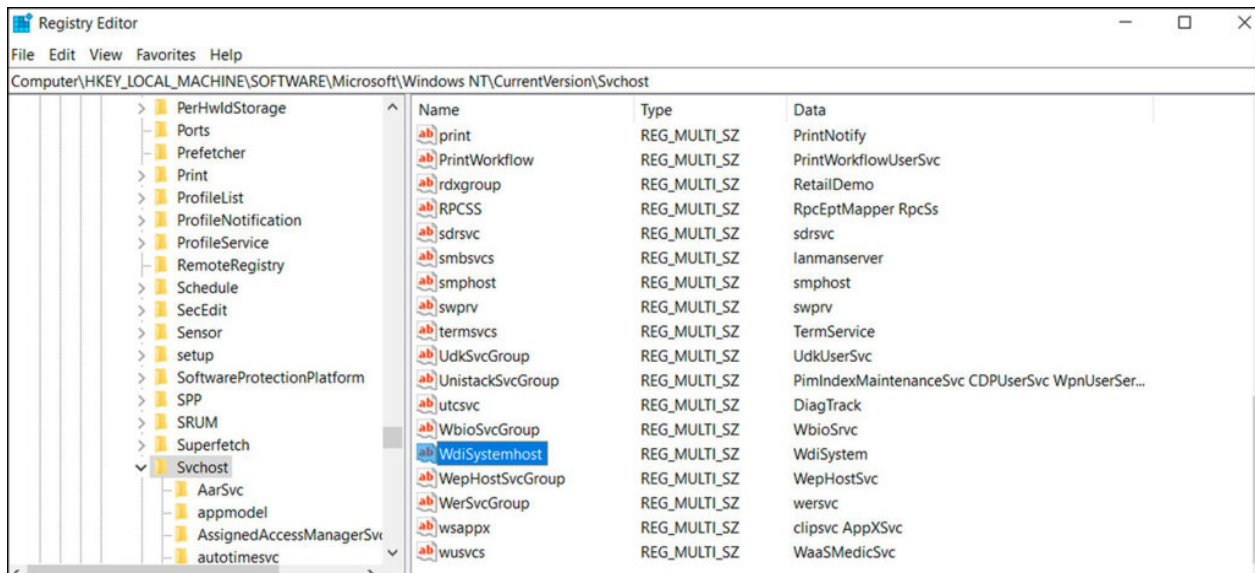 Registry Editor
File Edit View Favorites Help
Computer\HKEY_LOCAL_MACHINE\SOFTWARE\Microsoft\Windows NT\CurrentVersion\Svchost
PerHwIdStorage
Ports
Prefetcher
Print
ProfileList
ProfileNotification
ProfileService
RemoteRegistry
Schedule
SecEdit
Sensor
setup
SoftwareProtectionPlatform
SPP
SRUM
Superfetch
Svchost
AarSvc
appmodel
AssignedAccessManagerSv
autotimesvc
Name Type Data
print REG_MULTI_SZ PrintNotify
PrintWorkflow REG_MULTI_SZ PrintWorkflowUserSvc
rdxgroup REG_MULTI_SZ RetailDemo
RPCSS REG_MULTI_SZ RpcEptMapper RpcSs
sdrsvc REG_MULTI_SZ sdrsvc
smbsvcs REG_MULTI_SZ lanmanserver
smphost REG_MULTI_SZ smphost
swprv REG_MULTI_SZ swprv
termsvcs REG_MULTI_SZ TermService
UdkSvcGroup REG_MULTI_SZ UdkUserSvc
UnistackSvcGroup REG_MULTI_SZ PimIndexMaintenanceSvc CDPUserSvc WpnUserSer...
utcsvc REG_MULTI_SZ DiagTrack
WbioSvcGroup REG_MULTI_SZ WbioSrvc
WdiSystemhost REG_MULTI_SZ WdiSystem
WepHostSvcGroup REG_MULTI_SZ WepHostSvc
WerSvcGroup REG_MULTI_SZ wersvc
wsappx REG_MULTI_SZ clipsvc AppXSvc
wusvcs REG_MULTI_SZ WaaSMedicSvc